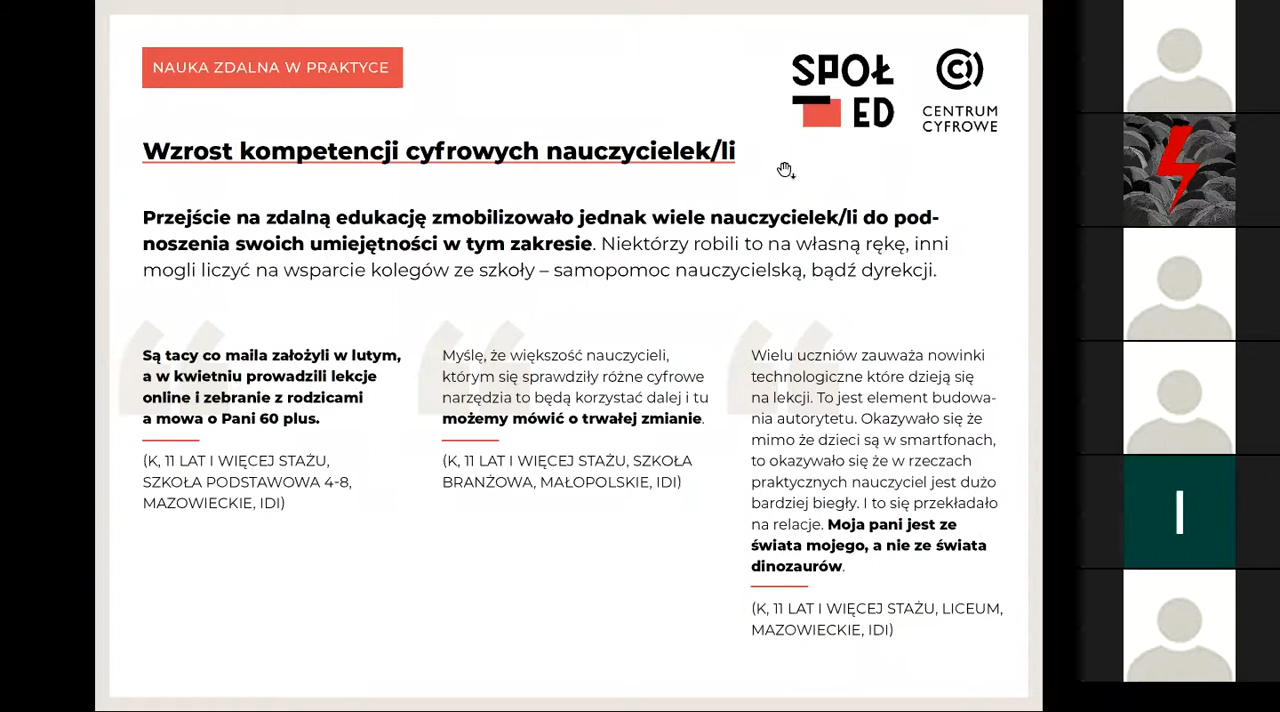 NAUKA ZDALNA W PRAKTYCE
SPOŁ
ED
CENTRUM
CYFROWE
Wzrost kompetencji cyfrowych nauczycielek/li
Przejście na zdalną edukację zmobilizowało jednak wiele nauczycielek/li do pod-
noszenia swoich umiejętności w tym zakresie. Niektórzy robili to na własną rękę, inni
mogli liczyć na wsparcie kolegów ze szkoły – samopomoc nauczycielską, bądź dyrekcji.
Są tacy co maila założyli w lutym,
a w kwietniu prowadzili lekcje
online i zebranie z rodzicami
a mowa o Pani 60 plus.
(K, 11 LAT I WIĘCEJ STAŻU,
SZKOŁA PODSTAWOWA 4-8,
MAZOWIECKIE, IDI)
Myślę, że większość nauczycieli,
którym się sprawdziły różne cyfrowe
narzędzia to będą korzystać dalej i tu
możemy mówić o trwałej zmianie.
(K, 11 LAT I WIĘCEJ STAŻU, SZKOŁA
BRANŻOWA, MAŁOPOLSKIE, IDI)
Wielu uczniów zauważa nowinki
technologiczne które dzieją się
na lekcji. To jest element budowa-
nia autorytetu. Okazywało się że
mimo że dzieci są w smartfonach,
to okazywało się że w rzeczach
praktycznych nauczyciel jest dużo
bardziej biegły. I to się przekładało
na relacje. Moja pani jest ze
świata mojego, a nie ze świata
dinozaurów.
(K, 11 LAT I WIĘCEJ STAŻU, LICEUM,
MAZOWIECKIE, IDI)
I